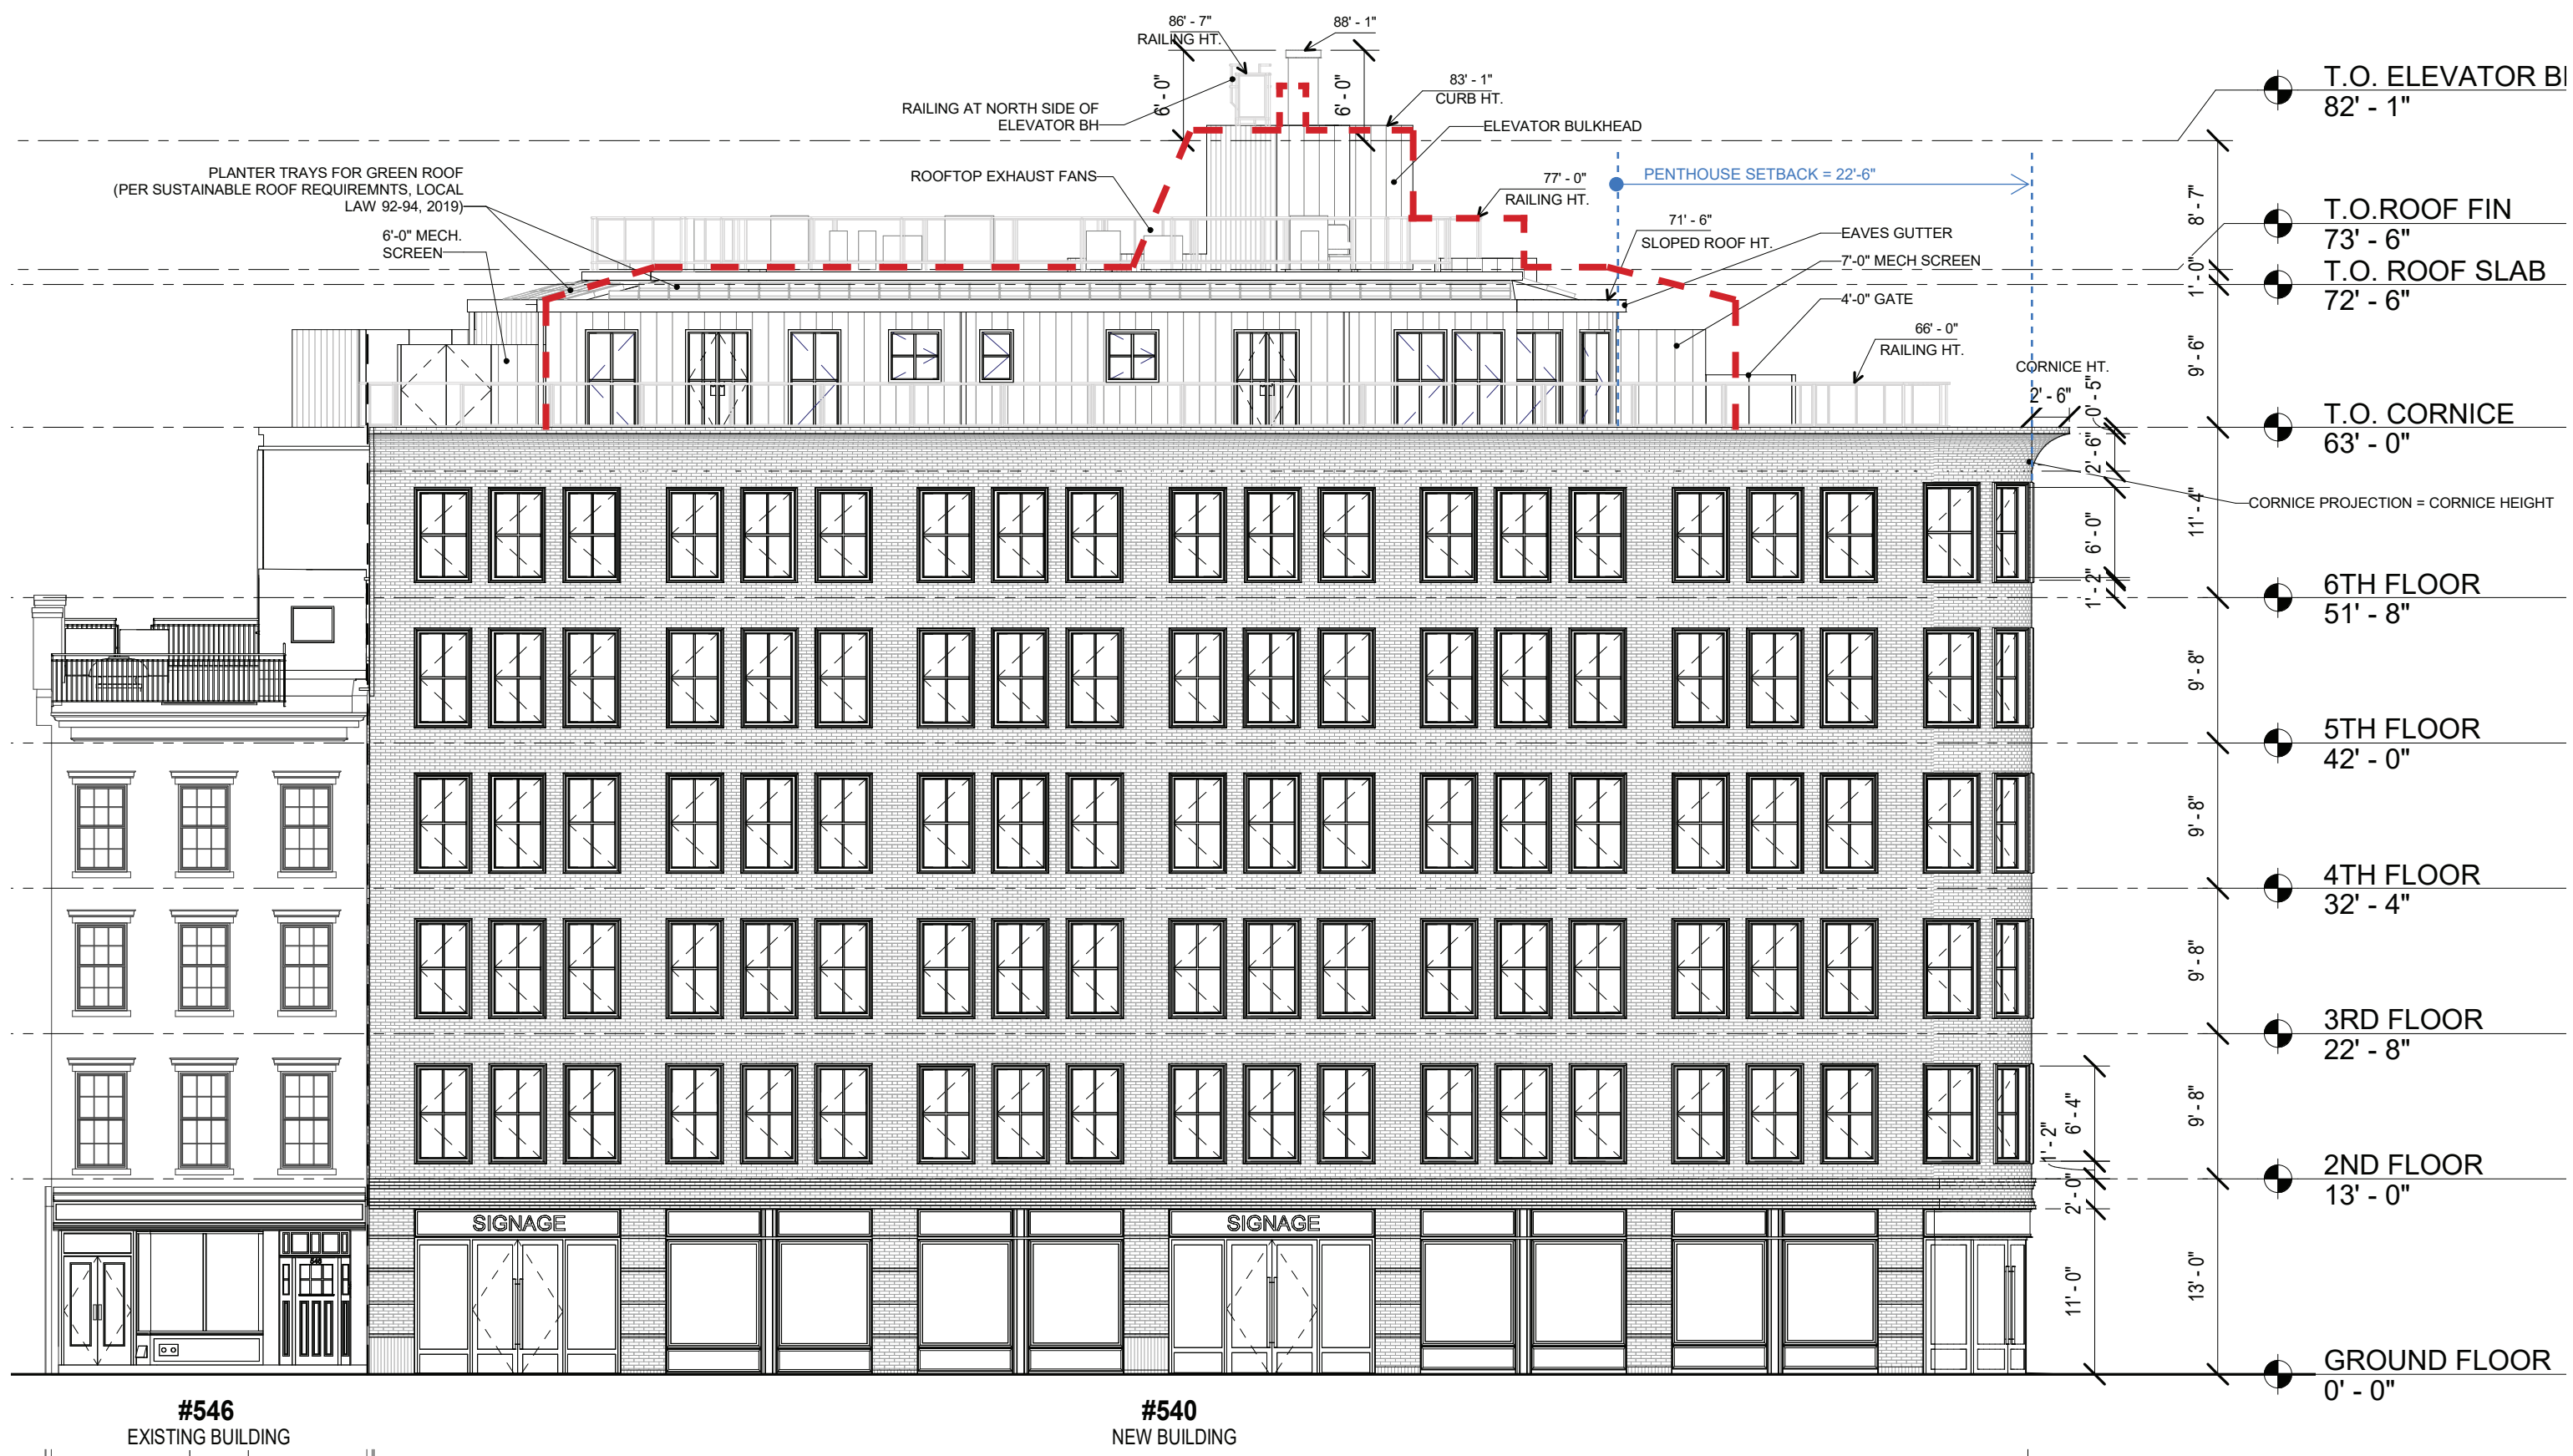 86' - 7"
RAILING HT.
88' - 1"
6' - 0"
6' - 0"
83' - 1"
CURB HT.
RAILING AT NORTH SIDE OF
ELEVATOR BH
ELEVATOR BULKHEAD
T.O. ELEVATOR
82' - 1"
PLANTER TRAYS FOR GREEN ROOF
(PER SUSTAINABLE ROOF REQUIREMNTS, LOCAL
LAW 92-94, 2019)
ROOFTOP EXHAUST FANS
77' - 0"
RAILING HT.
PENTHOUSE SETBACK = 22'-6"
8' - 7"
T.O.ROOF FIN
73' - 6"
6'-0" MECH.
SCREEN
71' - 6"
SLOPED ROOF HT.
EAVES GUTTER
7'-0" MECH SCREEN
4'-0" GATE
1' - 0"
T.O. ROOF SLAB
72' - 6"
66' - 0"
RAILING HT.
9' - 6"
CORNICE HT.
2' - 6"
0' - 5"
T.O. CORNICE
63' - 0"
2' - 6"
11' - 4"
CORNICE PROJECTION = CORNICE HEIGHT
6' - 0"
1' - 2"
6TH FLOOR
51' - 8"
9' - 8"
5TH FLOOR
42' - 0"
9' - 8"
4TH FLOOR
32' - 4"
9' - 8"
3RD FLOOR
22' - 8"
9' - 8"
6' - 4"
1' - 2"
2ND FLOOR
13' - 0"
2' - 0"
SIGNAGE
SIGNAGE
546
11' - 0"
13' - 0"
GROUND FLOOR
0' - 0"
#546
EXISTING BUILDING
#540
NEW BUILDING